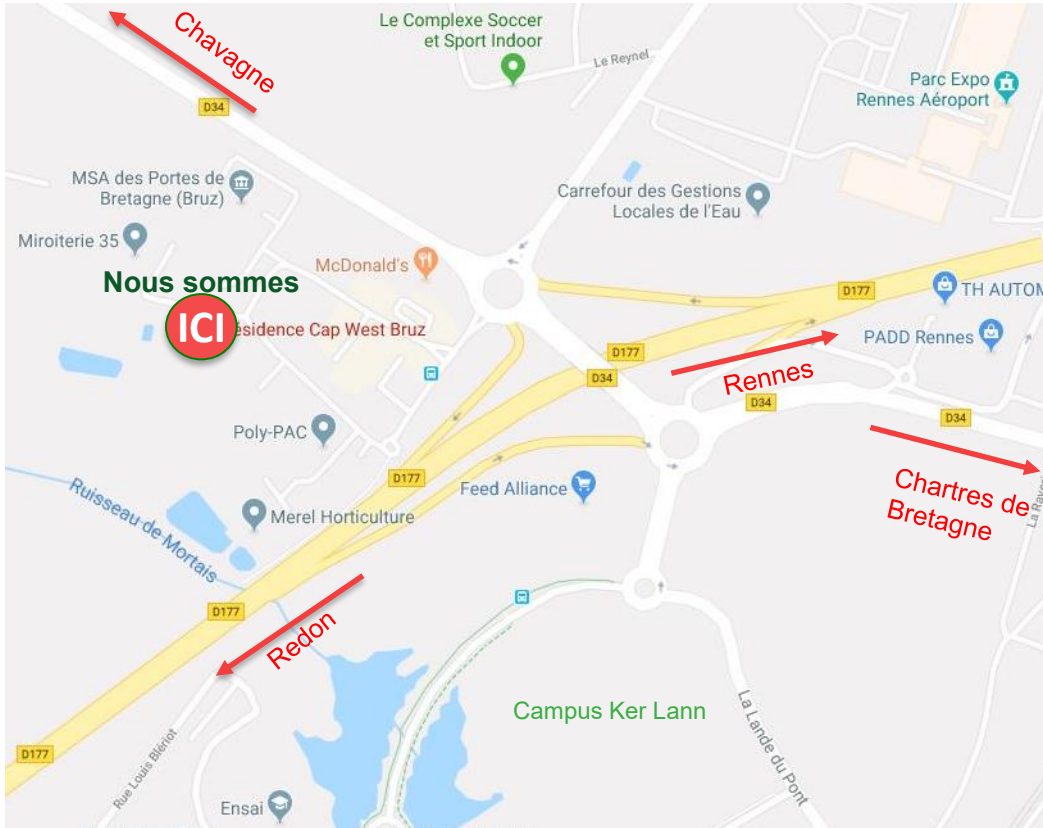 Le Complexe Soccer
et Sport Indoor
Chavagne
Le Reynel
D34
Parc Expo
Rennes Aéroport
MSA des Portes de
Bretagne (Bruz)
Carrefour des Gestions
Locales de l'Eau
Miroiterie 35
McDonald's
Nous sommes
ICI
ésidence Cap West Bruz
D177
TH AUTOM
PADD Rennes
D177
D34
Rennes
D34
D34
Poly-PAC
D177
Feed Alliance
Chartres de
Bretagne
Ruisseau de Mortais
Merel Horticulture
D177
Redon
Campus Ker Lann
La Lande du Pont
D177
Rue Louis Blériot
Ensai